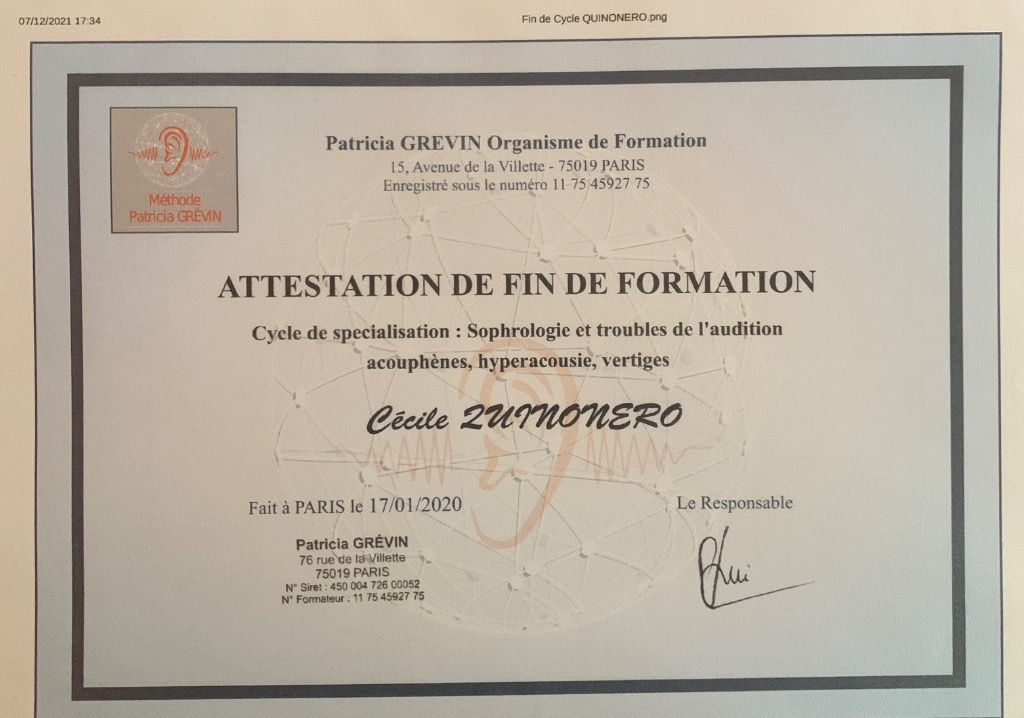 07/12/2021 17:34
Fin de Cycle QUINONERO.png
Méthode
Patricia GRÉVIN
Patricia GREVIN Organisme de Formation
15, Avenue de la Villette - 75019 PARIS
Enregistré sous le numéro 11 75 45927 75
ATTESTATION DE FIN DE FORMATION
Cycle de specialisation : Sophrologie et troubles de l'audition
acouphènes, hyperacousie, vertiges
Cécile QUINONERO
Fait à PARIS le 17/01/2020
Le Responsable
Patricia GRÉVIN
76 rue de la Villette
75019 PARIS
N° Siret : 450 004 726 00052
N° Formateur : 11 75 45927 75